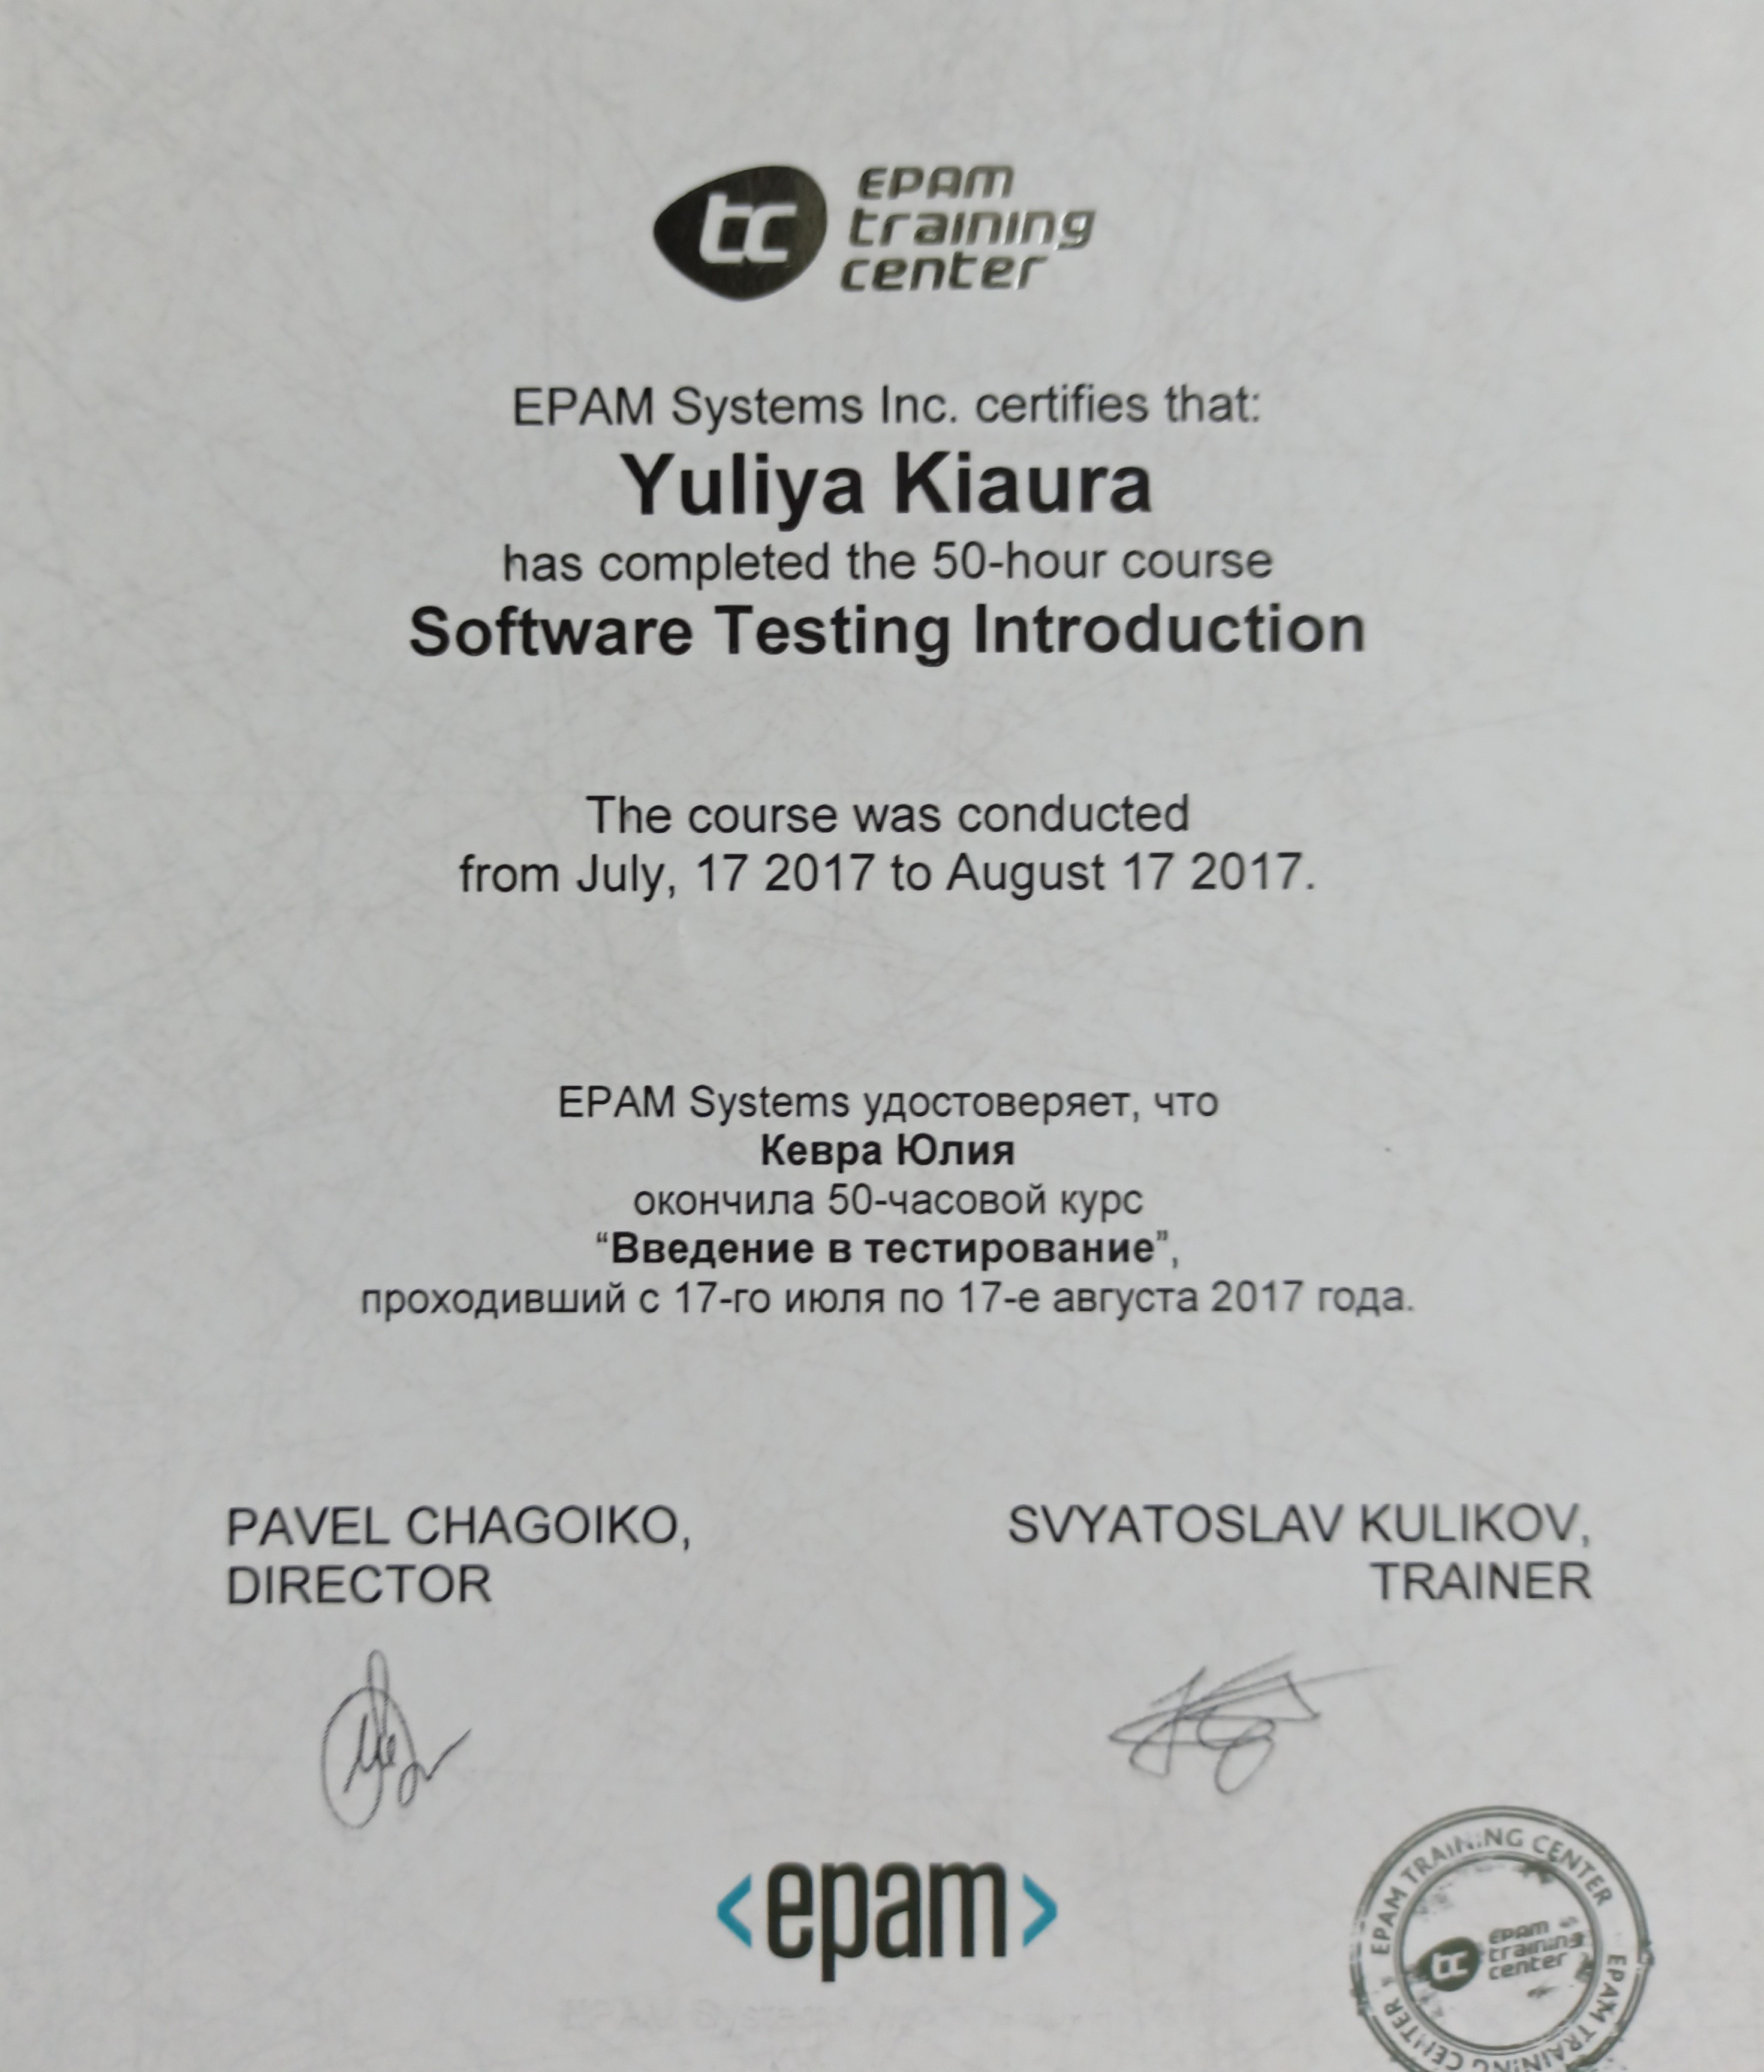 tc EPAM
training
center
EPAM Systems Inc. certifies that:
Yuliya Kiaura
has completed the 50-hour course
Software Testing Introduction
The course was conducted
from July, 17 2017 to August 17 2017.
EPAM Systems удостоверяет, что
Кевра Юлия
окончила 50-часовой курс
“Введение в тестирование”,
проходивший с 17-го июля по 17-е августа 2017 года.
PAVEL CHAGOIKO,
DIRECTOR
SVYATOSLAV KULIKOV,
TRAINER
<epam>
EPAM TRAINING CENTER
EPAM TRAINING CENTER
tc EPAM
training
center